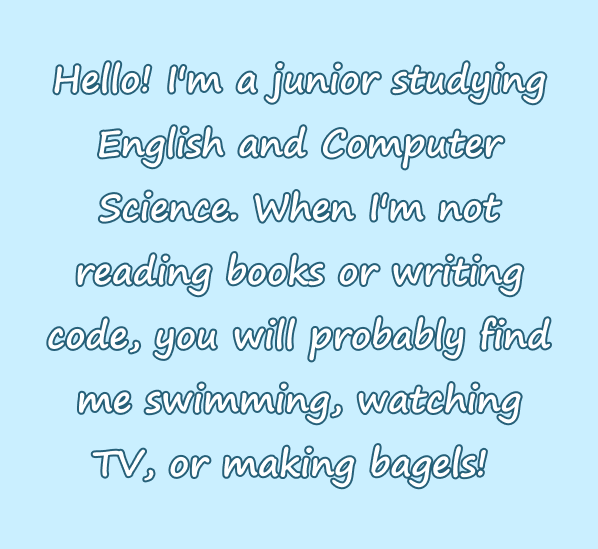 Hello! I'm a junior studying
English and Computer
Science. When I'm not
reading books or writing
code, you will probably find
me swimming, watching
TV, or making bagels!